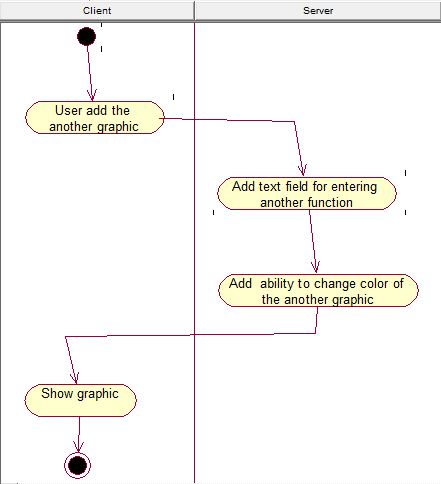 Client
Server
User add the
another graphic
Add text field for entering
another function
Add ability to change color of
the another graphic
Show graphic